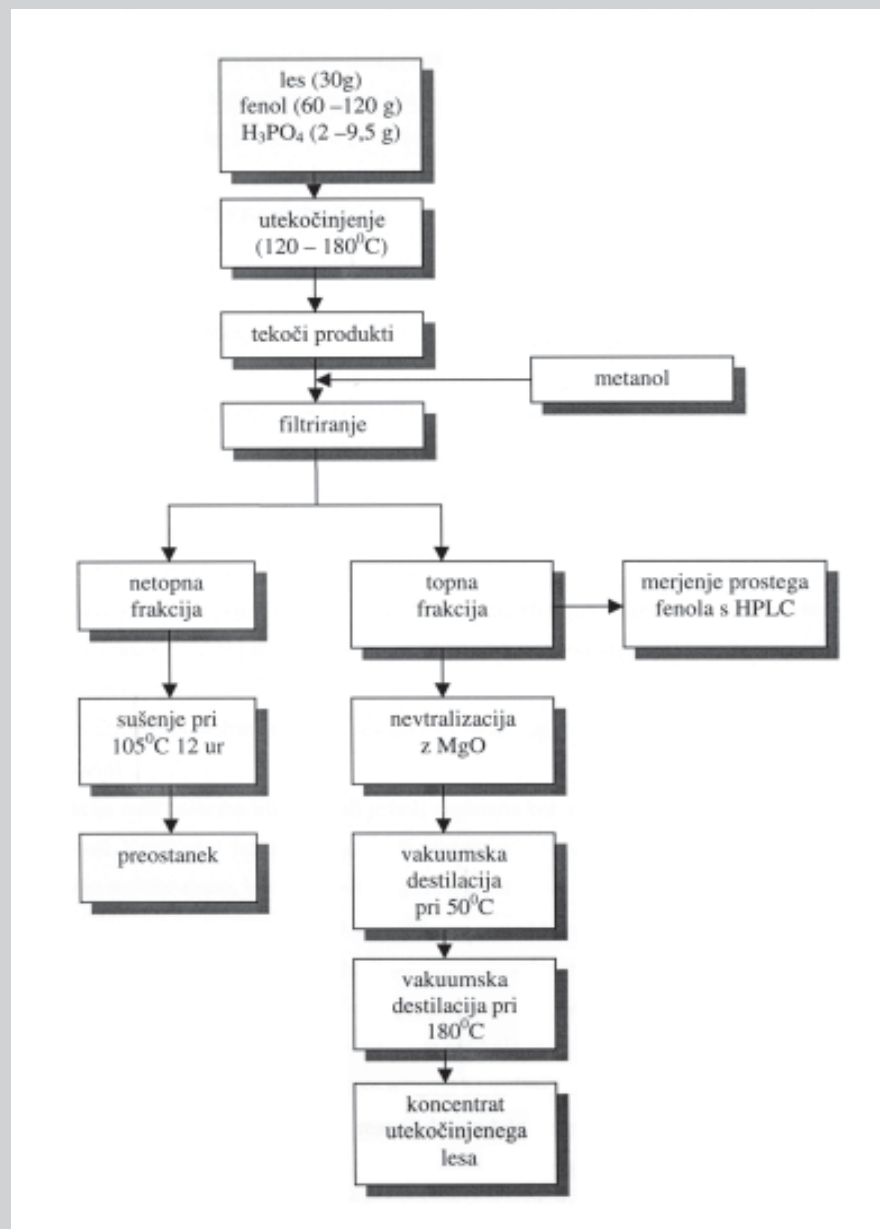 les (30g)
fenol (60 –120 g)
H₃PO₄ (2 –9,5 g)
utekočinjenje
(120 – 180⁰C)
tekoči produkti
metanol
filtriranje
netopna
frakcija
topna
frakcija
merjenje prostega
fenola s HPLC
sušenje pri
105⁰C 12 ur
nevtralizacija
z MgO
preostanek
vakuumska
destilacija
pri 50⁰C
vakuumska
destilacija pri
180⁰C
koncentrat
utekočinjenega
lesa